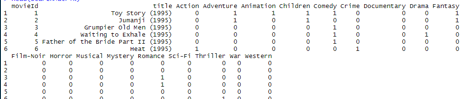 movieId title Action Adventure Animation Children Comedy Crime Documentary Drama Fantasy
1 1 Toy Story (1995) 0 1 1 1 1 0 0 0 1
2 2 Jumanji (1995) 0 1 0 1 0 0 0 0 1
3 3 Grumpier Old Men (1995) 0 0 0 0 1 0 0 0 0
4 4 Waiting to Exhale (1995) 0 0 0 0 1 0 0 1 0
5 5 Father of the Bride Part II (1995) 0 0 0 0 1 0 0 0 0
6 6 Heat (1995) 1 0 0 0 0 1 0 0 0
Film-Noir Horror Musical Mystery Romance Sci-Fi Thriller War Western
1 0 0 0 0 0 0 0 0 0
2 0 0 0 0 0 0 0 0 0
3 0 0 0 0 1 0 0 0 0
4 0 0 0 0 1 0 0 0 0
5 0 0 0 0 0 0 0 0 0
6 0 0 0 0 0 0 1 0 0